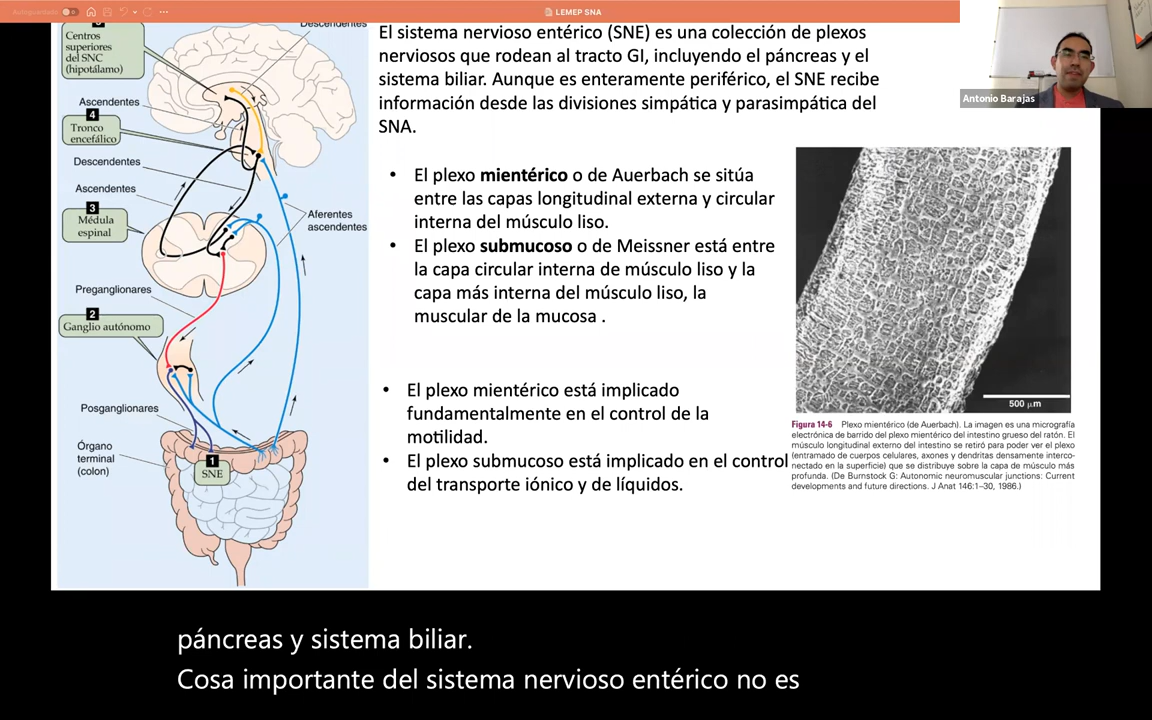 Autoguardado
LEMEP SNA
Antonio Barajas
Descendentes
Centros
superiores
del SNC
(hipotálamo)
Ascendentes
4
Tronco
encefálico
Descendentes
Ascendentes
3
Médula
espinal
Aferentes
ascendentes
Preganglionares
2
Ganglio autónomo
Posganglionares
Órgano
terminal
(colon)
1
SNE
El sistema nervioso entérico (SNE) es una colección de plexos
nerviosos que rodean al tracto GI, incluyendo el páncreas y el
sistema biliar. Aunque es enteramente periférico, el SNE recibe
información desde las divisiones simpática y parasimpática del
SNA.
• El plexo mientérico o de Auerbach se sitúa
entre las capas longitudinal externa y circular
interna del músculo liso.
• El plexo submucoso o de Meissner está entre
la capa circular interna de músculo liso y la
capa más interna del músculo liso, la
muscular de la mucosa .
• El plexo mientérico está implicado
fundamentalmente en el control de la
motilidad.
• El plexo submucoso está implicado en el control
del transporte iónico y de líquidos.
500 µm
Figura 14-6 Plexo mientérico (de Auerbach). La imagen es una micrografía
electrónica de barrido del plexo mientérico del intestino grueso del ratón. El
músculo longitudinal externo del intestino se retiró para poder ver el plexo
(entramado de cuerpos celulares, axones y dendritas densamente interco-
nectado en la superficie) que se distribuye sobre la capa de músculo más
profunda. (De Burnstock G: Autonomic neuromuscular junctions: Current
developments and future directions. J Anat 146:1–30, 1986.)
páncreas y sistema biliar.
Cosa importante del sistema nervioso entérico no es